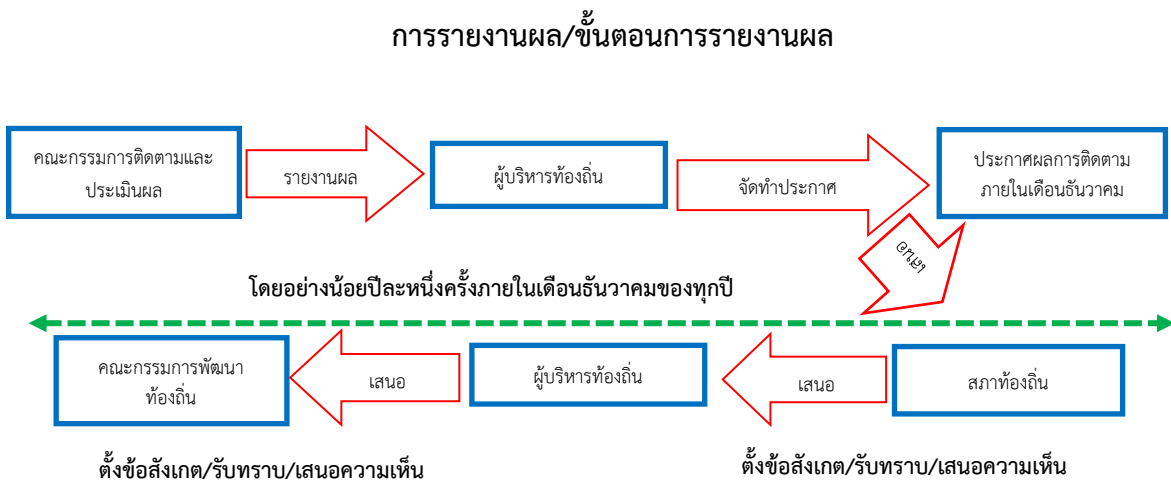 การรายงานผล/ขั้นตอนการรายงานผล
คณะกรรมการติดตามและ
ประเมินผล
รายงานผล
ผู้บริหารท้องถิ่น
จัดทำประกาศ
ประกาศผลการติดตาม
ภายในเดือนธันวาคม
เสนอ
โดยอย่างน้อยปีละหนึ่งครั้งภายในเดือนธันวาคมของทุกปี
คณะกรรมการพัฒนา
ท้องถิ่น
เสนอ
ผู้บริหารท้องถิ่น
เสนอ
สภาท้องถิ่น
ตั้งข้อสังเกต/รับทราบ/เสนอความเห็น
ตั้งข้อสังเกต/รับทราบ/เสนอความเห็น